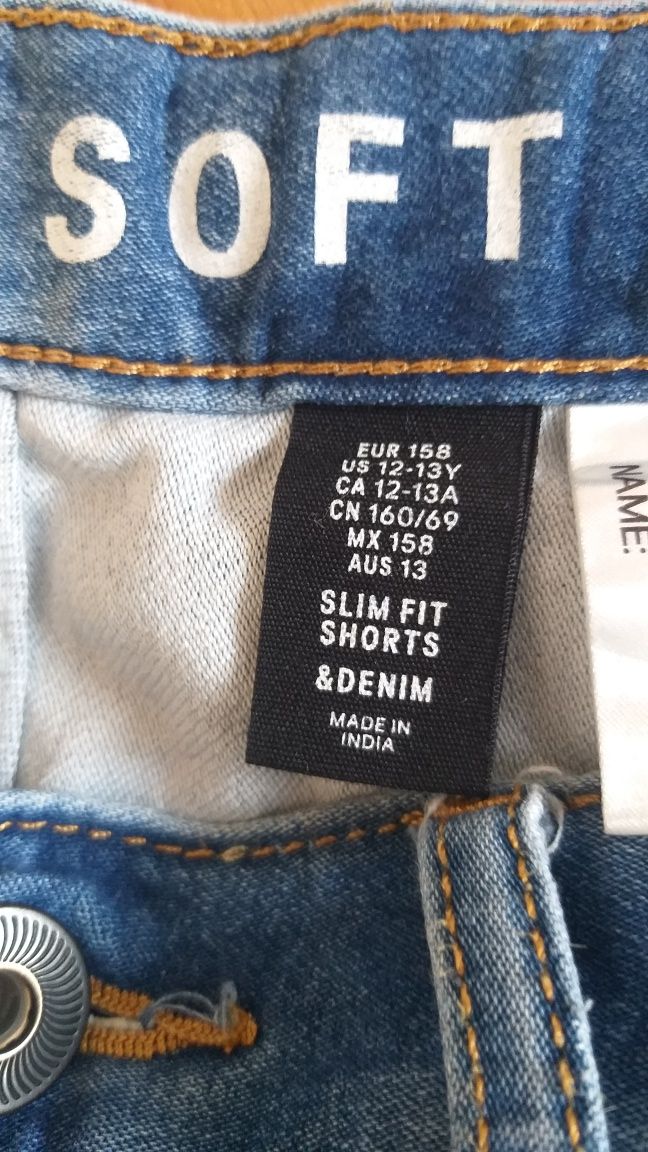 SOFT
EUR 158
US 12-13Y
CA 12-13A
CN 160/69
MX 158
AUS 13
SLIM FIT
SHORTS
&DENIM
MADE IN
INDIA
NAME: